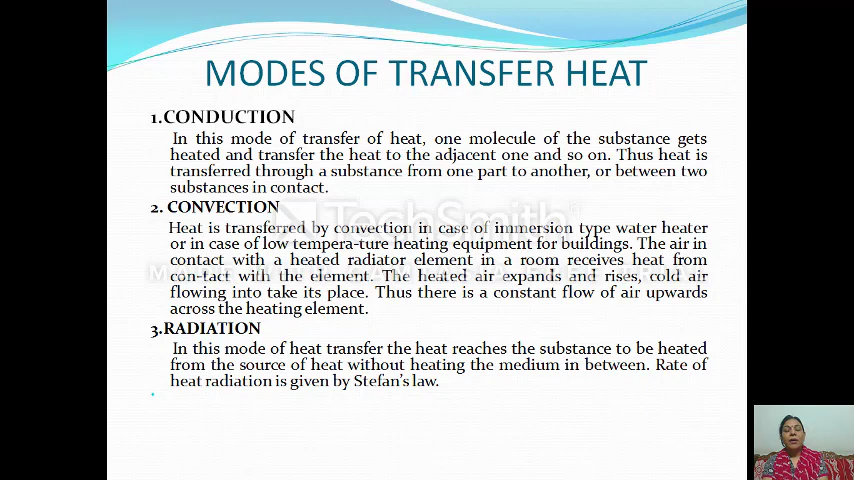 MODES OF TRANSFER HEAT
1.CONDUCTION
In this mode of transfer of heat, one molecule of the substance gets
heated and transfer the heat to the adjacent one and so on. Thus heat is
transferred through a substance from one part to another, or between two
substances in contact.
2. CONVECTION
Heat is transferred by convection in case of immersion type water heater
or in case of low tempera-ture heating equipment for buildings. The air in
contact with a heated radiator element in a room receives heat from
con-tact with the element. The heated air expands and rises, cold air
flowing into take its place. Thus there is a constant flow of air upwards
across the heating element.
3.RADIATION
In this mode of heat transfer the heat reaches the substance to be heated
from the source of heat without heating the medium in between. Rate of
heat radiation is given by Stefan's law.
TechSmith